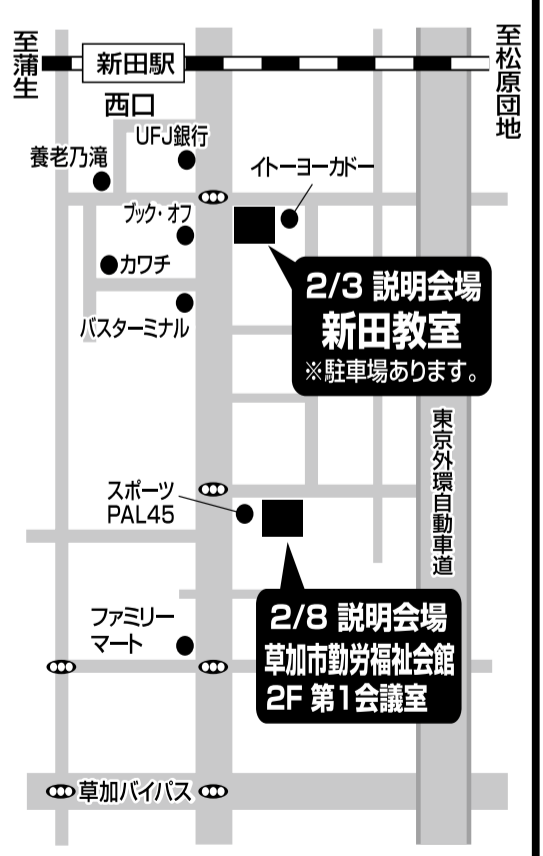 至蒲生
新田駅
西口
至松原団地
UFJ銀行
養老乃滝
イトーヨーカドー
ブック・オフ
カワチ
バスターミナル
2/3 説明会場
新田教室
※駐車場あります。
東京外環自動車道
スポーツ
PAL45
2/8 説明会場
草加市勤労福祉会館
2F 第1会議室
ファミリー
マート
草加バイパス